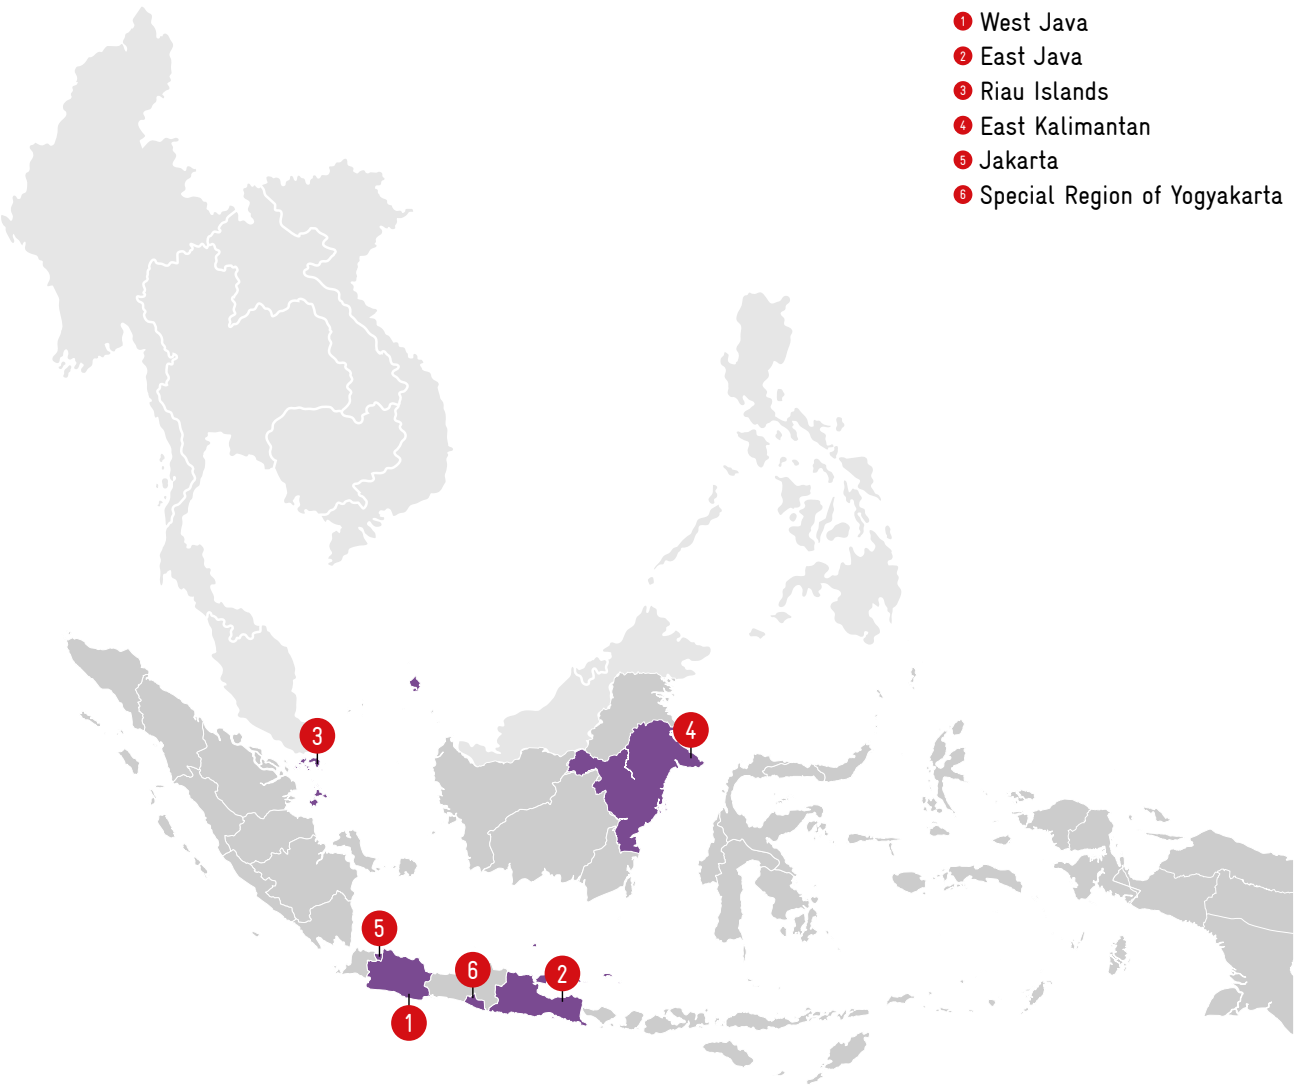 1 West Java
2 East Java
3 Riau Islands
4 East Kalimantan
5 Jakarta
6 Special Region of Yogyakarta
3
4
5
6
2
1